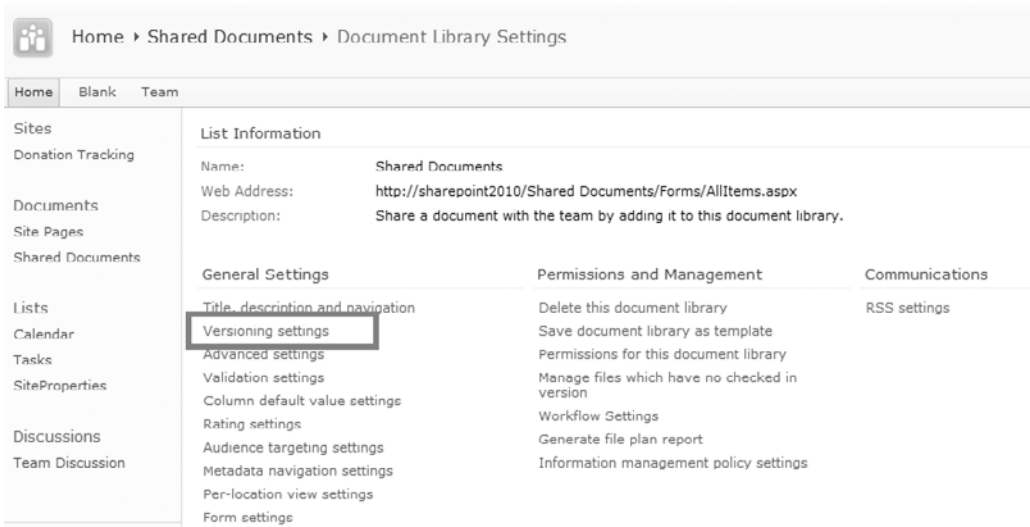 Home ▸ Shared Documents ▸ Document Library Settings
Home Blank Team
Sites
Donation Tracking
Documents
Site Pages
Shared Documents
Lists
Calendar
Tasks
SiteProperties
Discussions
Team Discussion
List Information
Name: Shared Documents
Web Address: http://sharepoint2010/Shared Documents/Forms/AllItems.aspx
Description: Share a document with the team by adding it to this document library.
General Settings
Title, description and navigation
Versioning settings
Advanced settings
Validation settings
Column default value settings
Rating settings
Audience targeting settings
Metadata navigation settings
Per-location view settings
Form settings
Permissions and Management
Delete this document library
Save document library as template
Permissions for this document library
Manage files which have no checked in
version
Workflow Settings
Generate file plan report
Information management policy settings
Communications
RSS settings